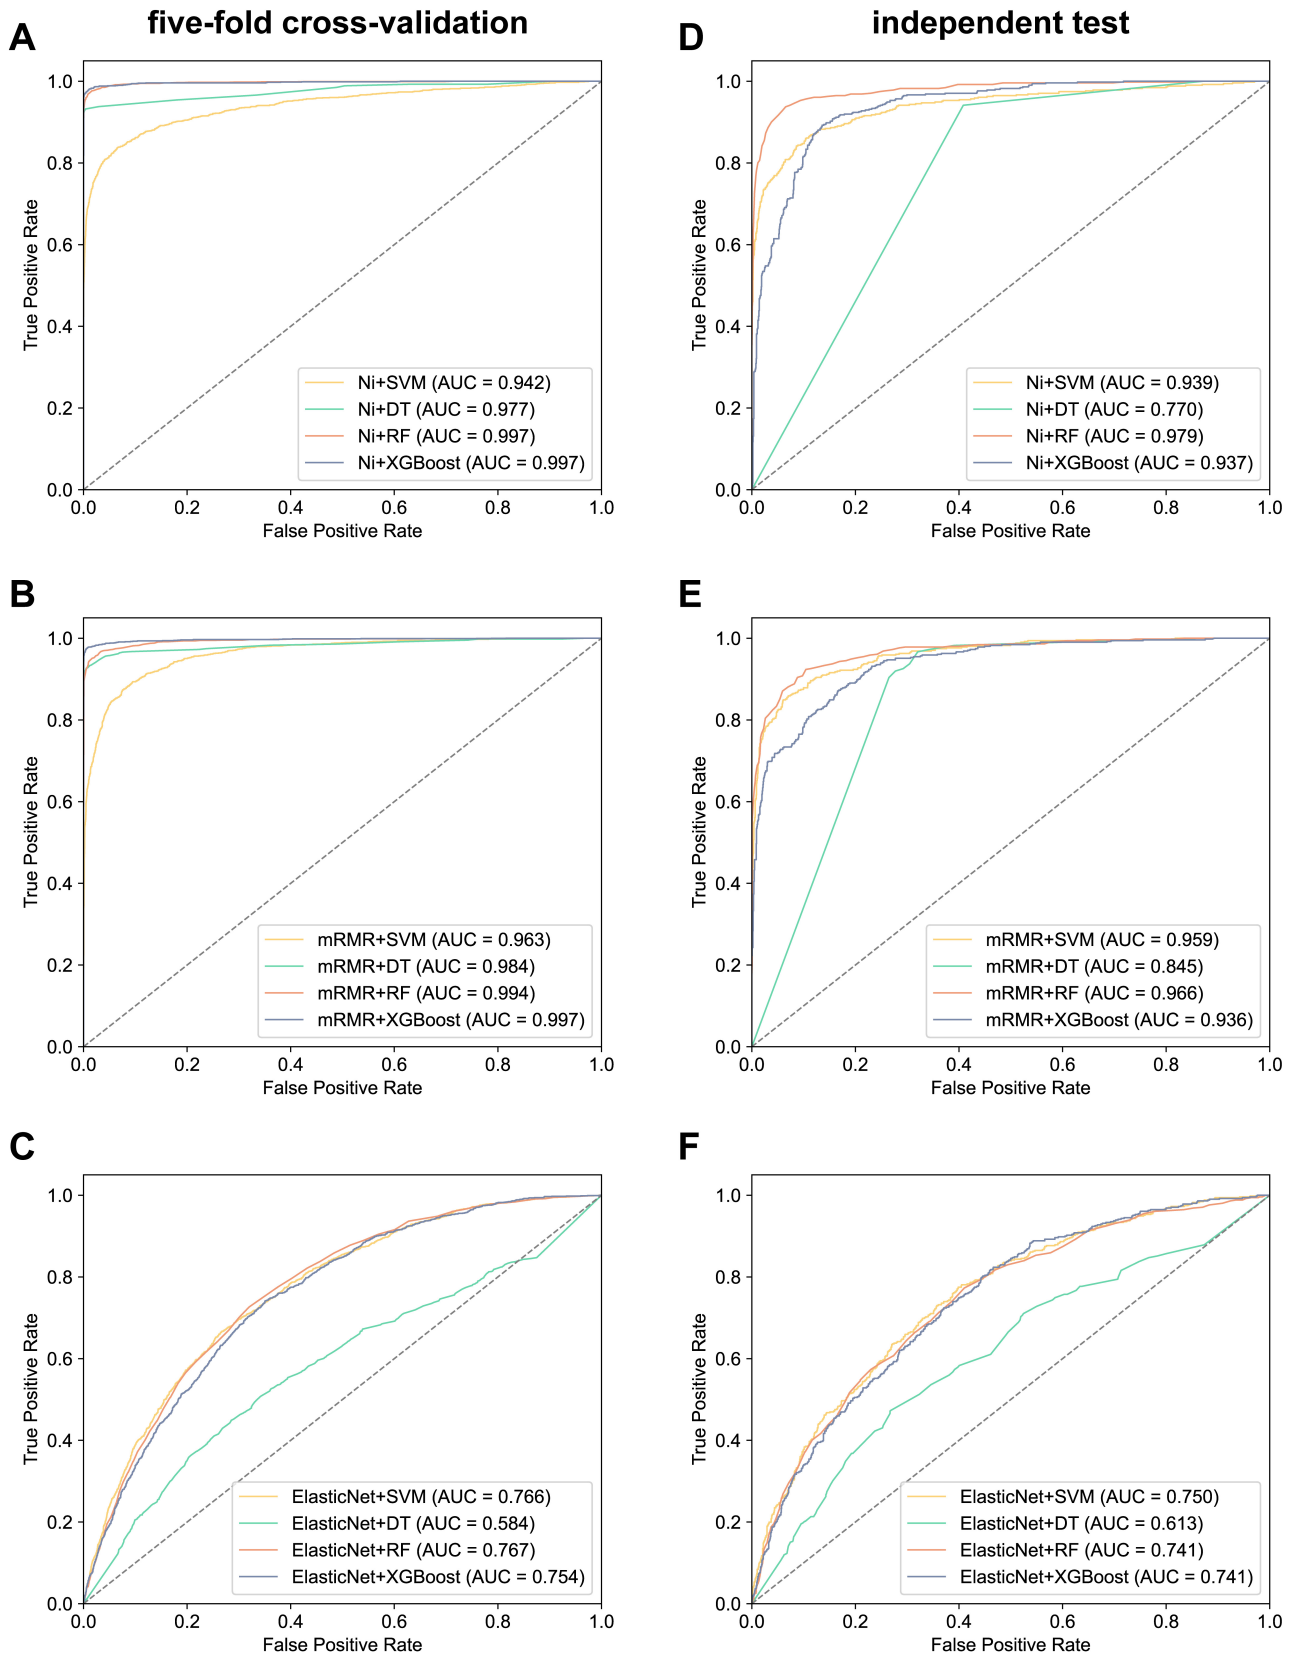 five-fold cross-validation
independent test
A
True Positive Rate
1.0
0.8
0.6
0.4
0.2
0.0
Ni+SVM (AUC = 0.942)
Ni+DT (AUC = 0.977)
Ni+RF (AUC = 0.997)
Ni+XGBoost (AUC = 0.997)
0.0 0.2 0.4 0.6 0.8 1.0
False Positive Rate
D
True Positive Rate
1.0
0.8
0.6
0.4
0.2
0.0
Ni+SVM (AUC = 0.939)
Ni+DT (AUC = 0.770)
Ni+RF (AUC = 0.979)
Ni+XGBoost (AUC = 0.937)
0.0 0.2 0.4 0.6 0.8 1.0
False Positive Rate
B
True Positive Rate
1.0
0.8
0.6
0.4
0.2
0.0
mRMR+SVM (AUC = 0.963)
mRMR+DT (AUC = 0.984)
mRMR+RF (AUC = 0.994)
mRMR+XGBoost (AUC = 0.997)
0.0 0.2 0.4 0.6 0.8 1.0
False Positive Rate
E
True Positive Rate
1.0
0.8
0.6
0.4
0.2
0.0
mRMR+SVM (AUC = 0.959)
mRMR+DT (AUC = 0.845)
mRMR+RF (AUC = 0.966)
mRMR+XGBoost (AUC = 0.936)
0.0 0.2 0.4 0.6 0.8 1.0
False Positive Rate
C
True Positive Rate
1.0
0.8
0.6
0.4
0.2
0.0
ElasticNet+SVM (AUC = 0.766)
ElasticNet+DT (AUC = 0.584)
ElasticNet+RF (AUC = 0.767)
ElasticNet+XGBoost (AUC = 0.754)
0.0 0.2 0.4 0.6 0.8 1.0
False Positive Rate
F
True Positive Rate
1.0
0.8
0.6
0.4
0.2
0.0
ElasticNet+SVM (AUC = 0.750)
ElasticNet+DT (AUC = 0.613)
ElasticNet+RF (AUC = 0.741)
ElasticNet+XGBoost (AUC = 0.741)
0.0 0.2 0.4 0.6 0.8 1.0
False Positive Rate